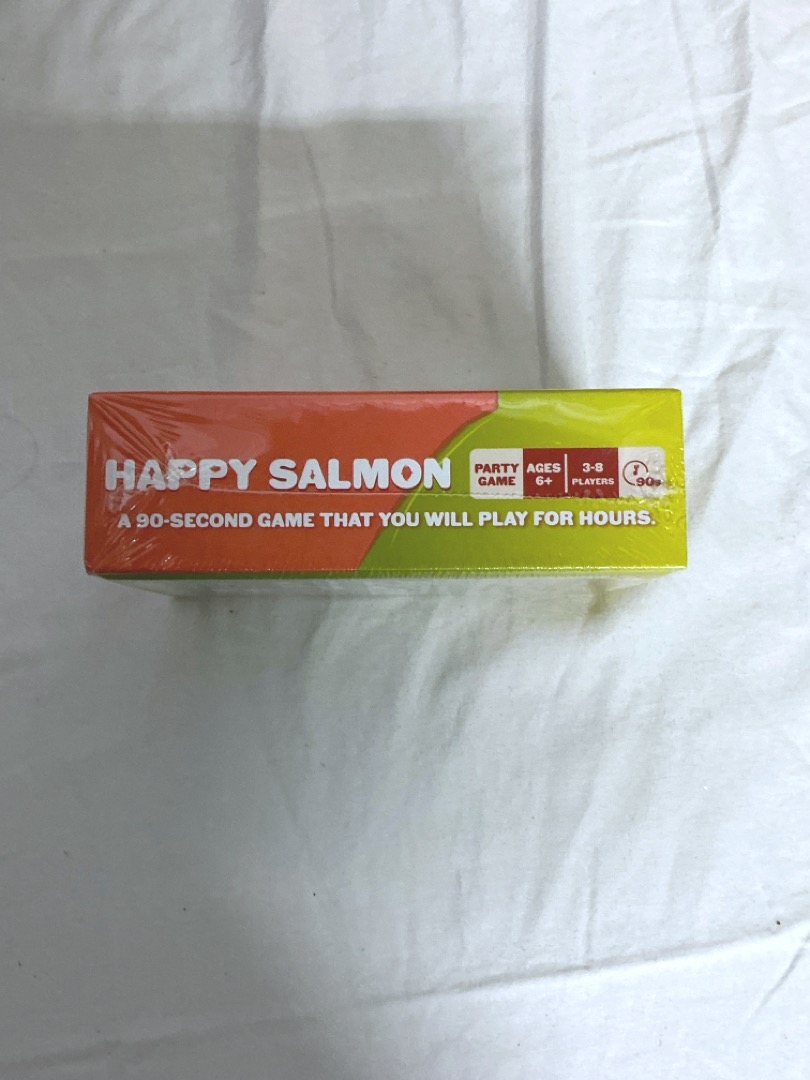 HAPPY SALMON
PARTY GAME
AGES 6+
3-8 PLAYERS
90s
A 90-SECOND GAME THAT YOU WILL PLAY FOR HOURS.